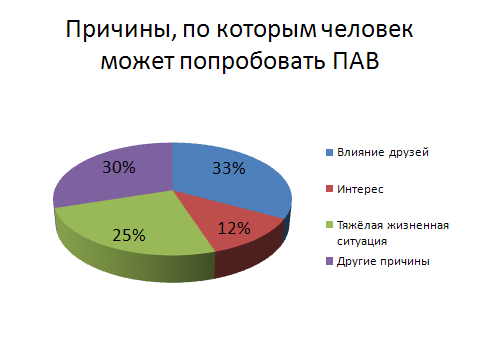 Причины, по которым человек
может попробовать ПАВ
30%
33%
12%
25%
Влияние друзей
Интерес
Тяжёлая жизненная
ситуация
Другие причины